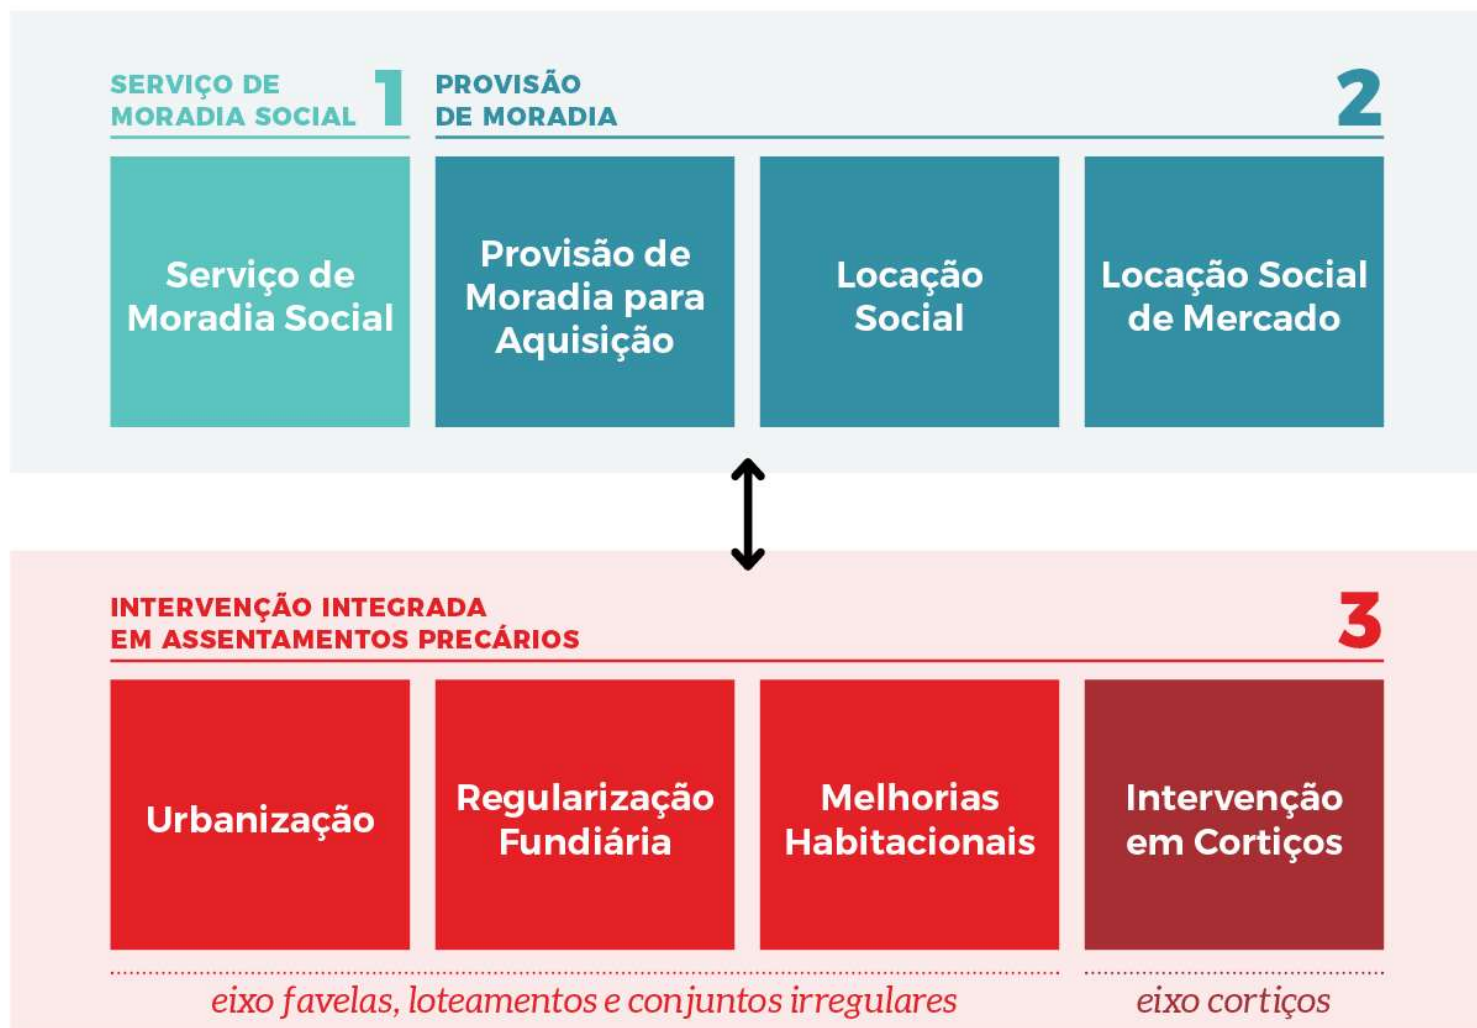 SERVIÇO DE
MORADIA SOCIAL
1
PROVISÃO
DE MORADIA
2
Serviço de
Moradia Social
Provisão de
Moradia para
Aquisição
Locação
Social
Locação Social
de Mercado
INTERVENÇÃO INTEGRADA
EM ASSENTAMENTOS PRECÁRIOS
3
Urbanização
Regularização
Fundiária
Melhorias
Habitacionais
Intervenção
em Cortiços
eixo favelas, loteamentos e conjuntos irregulares
eixo cortiços